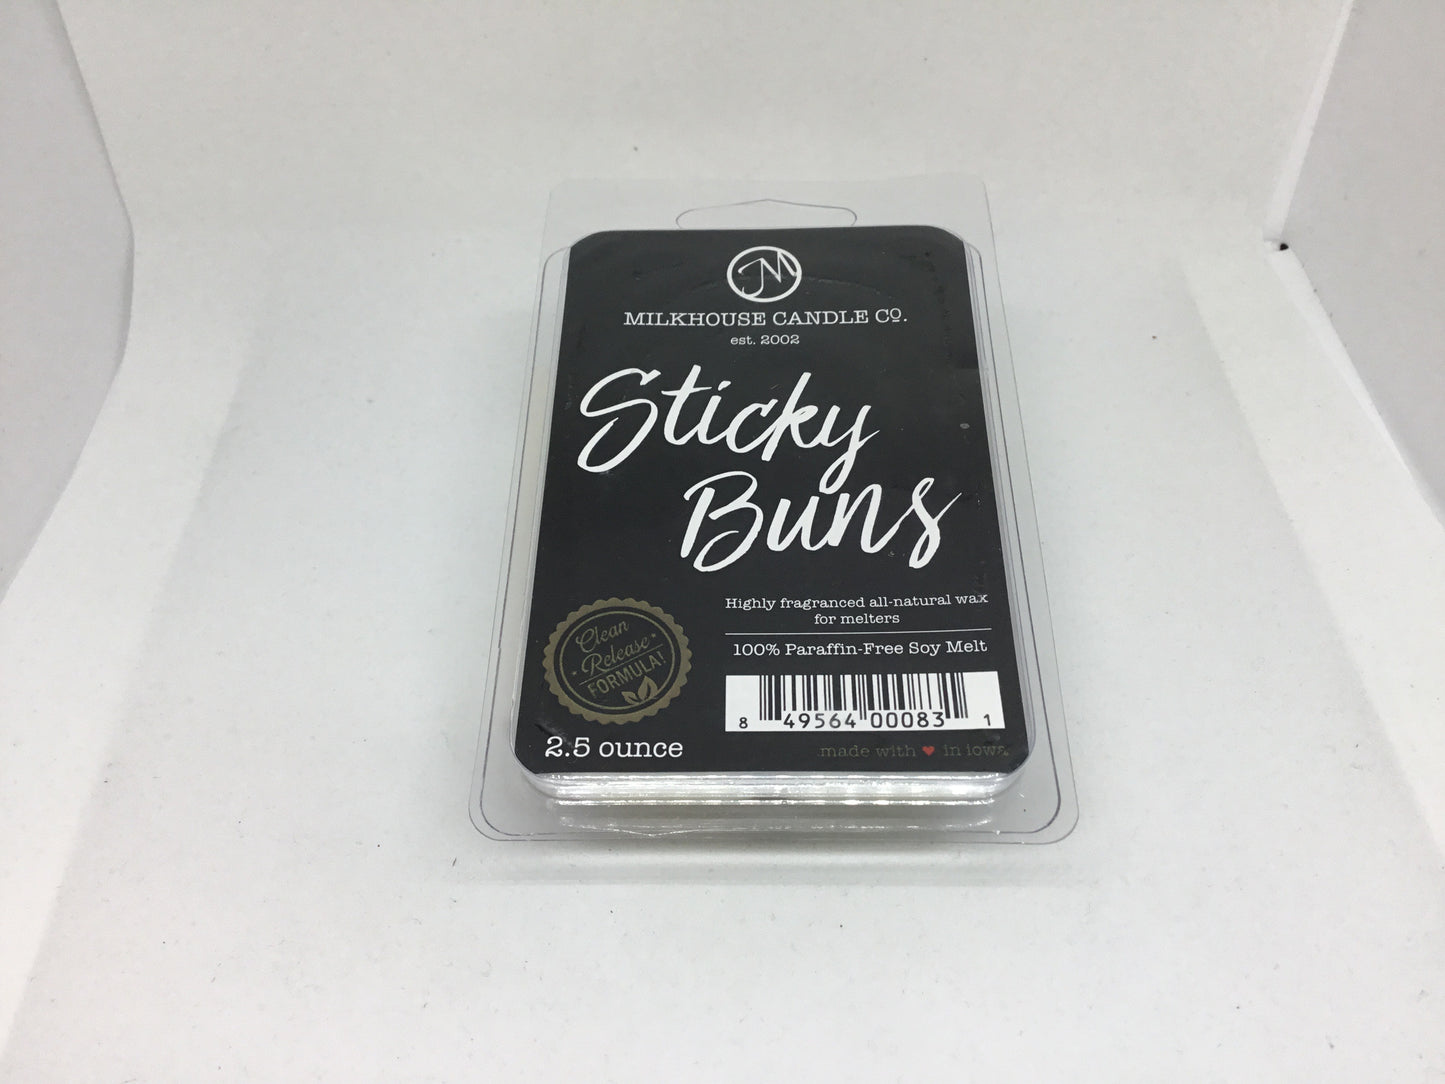 JM
MILKHOUSE CANDLE Co.
est. 2002
Sticky
Buns
Highly fragranced all-natural wax
for melters
100% Paraffin-Free Soy Melt
Clean
Release
FORMULA!
8 49564 00083 1
2.5 ounce
made with ♥ in iowa